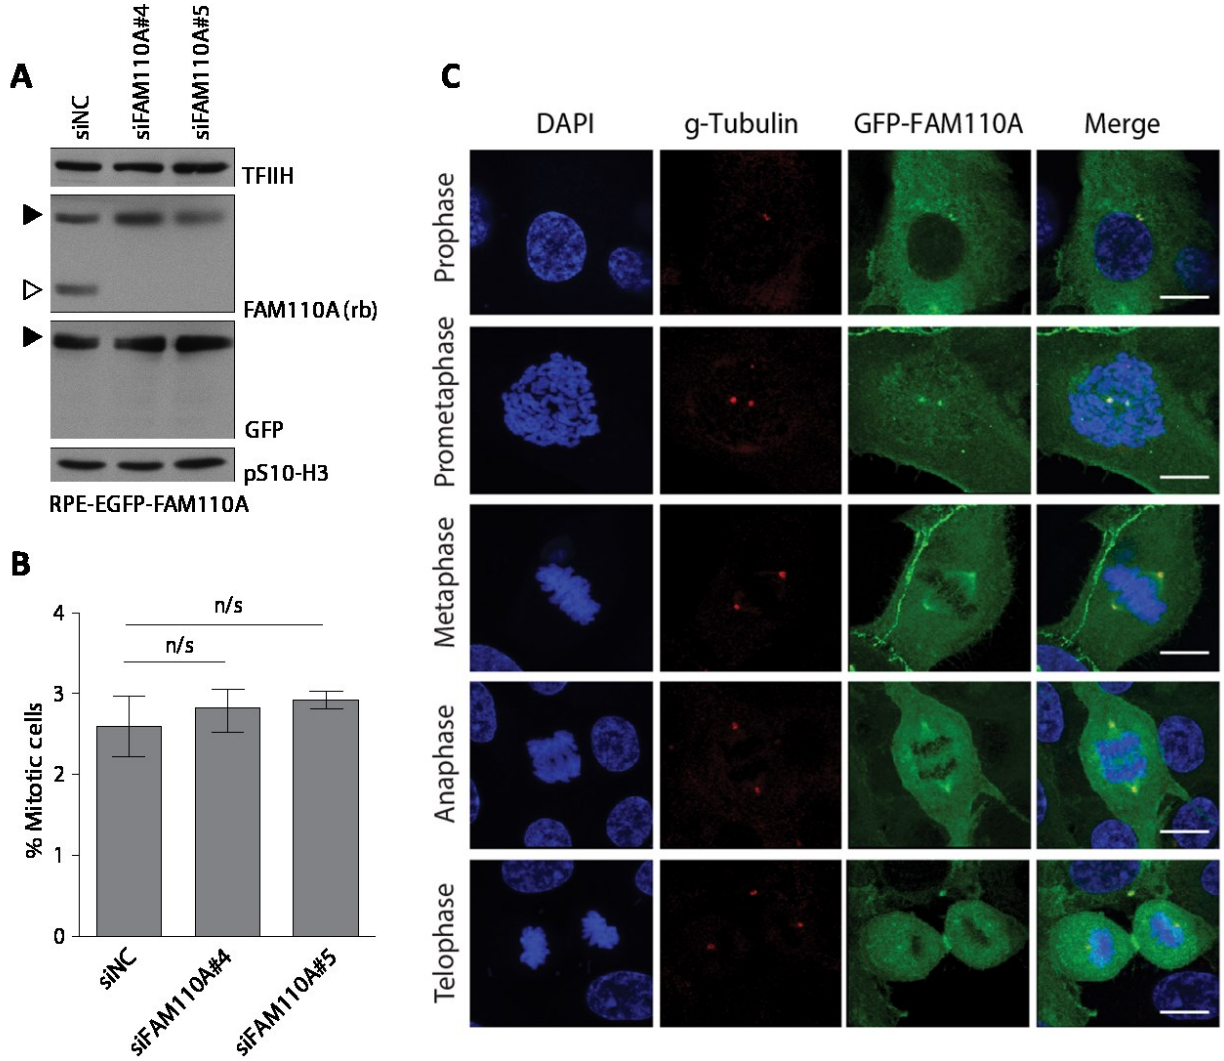 A
siNC
siFAM110A#4
siFAM110A#5
TFIIH
FAM110A (rb)
GFP
pS10-H3
RPE-EGFP-FAM110A
B
% Mitotic cells
4
3
2
1
0
n/s
n/s
siNC
siFAM110A#4
siFAM110A#5
C
DAPI g-Tubulin GFP-FAM110A Merge
Prophase
Prometaphase
Metaphase
Anaphase
Telophase